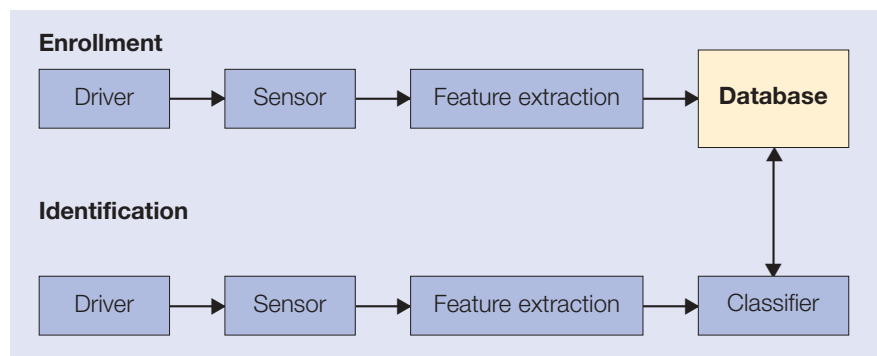 Enrollment
Driver
Sensor
Feature extraction
Database
Identification
Driver
Sensor
Feature extraction
Classifier